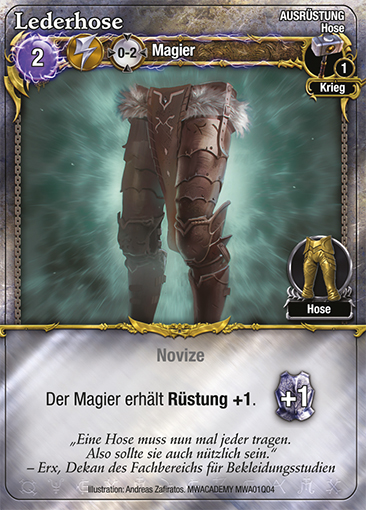 Lederhose
AUSRÜSTUNG
Hose
2
0-2
Magier
1
Krieg
Hose
Novize
Der Magier erhält Rüstung +1.
+1
„Eine Hose muss nun mal jeder tragen.
Also sollte sie auch nützlich sein.“
– Erx, Dekan des Fachbereichs für Bekleidungsstudien
Illustration: Andreas Zafiratos. MWACADEMY MWA01Q04